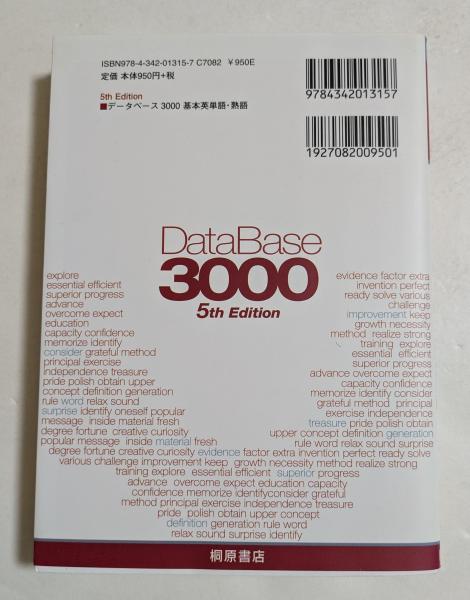 ISBN978-4-342-01315-7 C7082 ¥950E
定価 本体950円+税
5th Edition
■データベース 3000 基本英単語・熟語
9784342013157
1927082009501
DataBase
3000
5th Edition
explore
essential efficient
superior progress
advance
overcome expect
education
capacity confidence
memorize identify
consider grateful method
principal exercise
independence treasure
pride polish obtain upper
concept definition generation
rule word relax sound
surprise identify oneself popular
message inside material fresh
degree fortune creative curiosity
popular message inside material fresh
evidence factor extra
invention perfect
ready solve various
challenge
improvement keep
growth necessity
method realize strong
training explore
essential efficient
superior progress
advance overcome expect
capacity confidence
memorize identify consider
grateful method principal
exercise independence
treasure pride polish obtain
upper concept definition generation
rule word relax sound surprise
degree fortune creative curiosity evidence factor extra invention perfect ready solve
various challenge improvement keep growth necessity method realize strong
training explore essential efficient superior progress
advance overcome expect education capacity
confidence memorize identifyconsider grateful
method principal exercise independence treasure
pride polish obtain upper concept
definition generation rule word
relax sound surprise identify
桐原書店